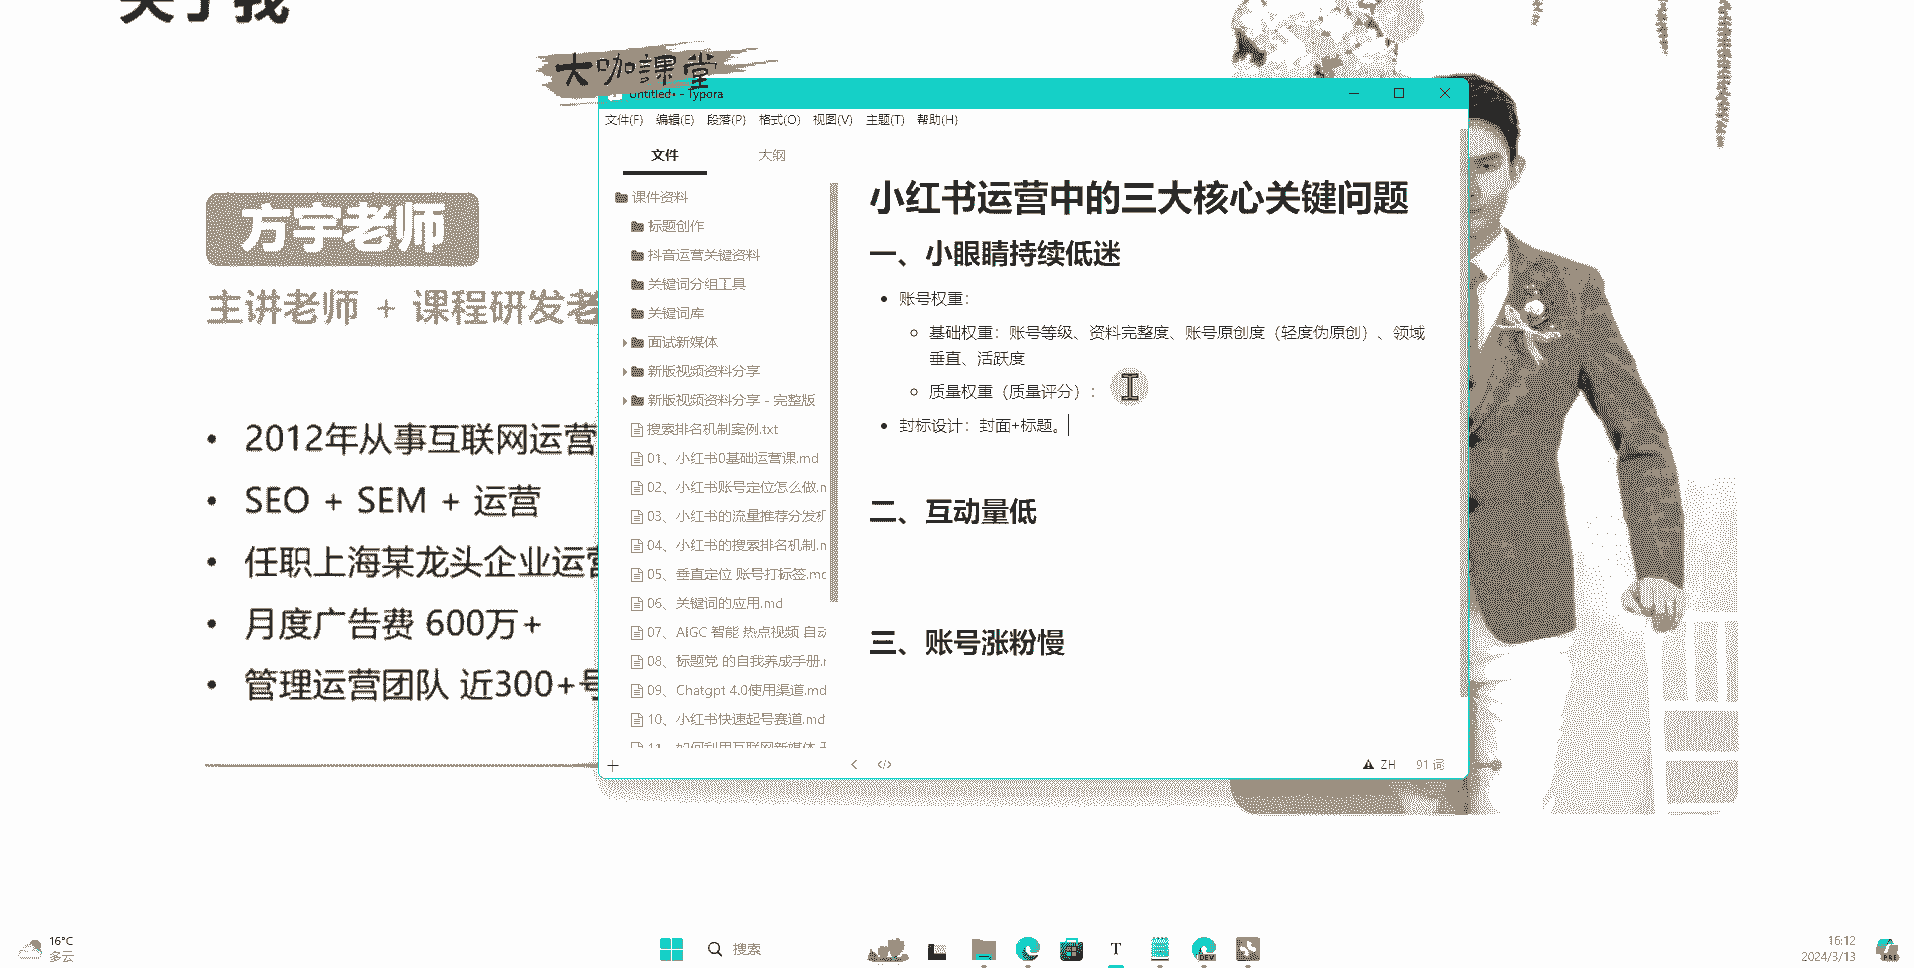 关于我
大咖課堂
Untitled• - Typora
文件(F) 编辑(E) 段落(P) 格式(O) 视图(V) 主题(T) 帮助(H)
文件 大纲
课件资料
标题创作
抖音运营关键资料
关键词分组工具
关键词库
面试新媒体
新版视频资料分享
新版视频资料分享 - 完整版
搜索排名机制案例.txt
01、小红书0基础运营课.md
02、小红书账号定位怎么做.m
03、小红书的流量推荐分发机
04、小红书的搜索排名机制.m
05、垂直定位 账号打标签.md
06、关键词的应用.md
07、AIGC 智能 热点视频 自动
08、标题党 的自我养成手册.m
09、Chatgpt 4.0使用渠道.md
10、小红书快速起号赛道.md
11、如何利用互联网新媒体
小红书运营中的三大核心关键问题
一、小眼睛持续低迷
账号权重：
基础权重：账号等级、资料完整度、账号原创度（轻度伪原创）、领域
垂直、活跃度
质量权重（质量评分）：
封标设计：封面+标题。
二、互动量低
三、账号涨粉慢
ZH 91 词
方宇老师
主讲老师 + 课程研发老
• 2012年从事互联网运营
• SEO + SEM + 运营
• 任职上海某龙头企业运营
• 月度广告费 600万+
• 管理运营团队 近300+号
16°C
多云
搜索
T
DEV
16:12
2024/3/13
PRE